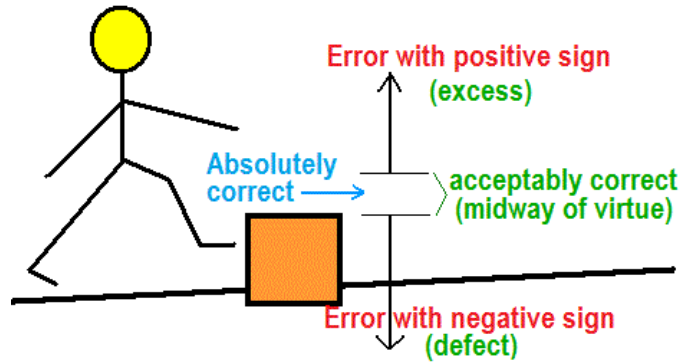 Error with positive sign
(excess)
Absolutely
correct
acceptably correct
(midway of virtue)
Error with negative sign
(defect)